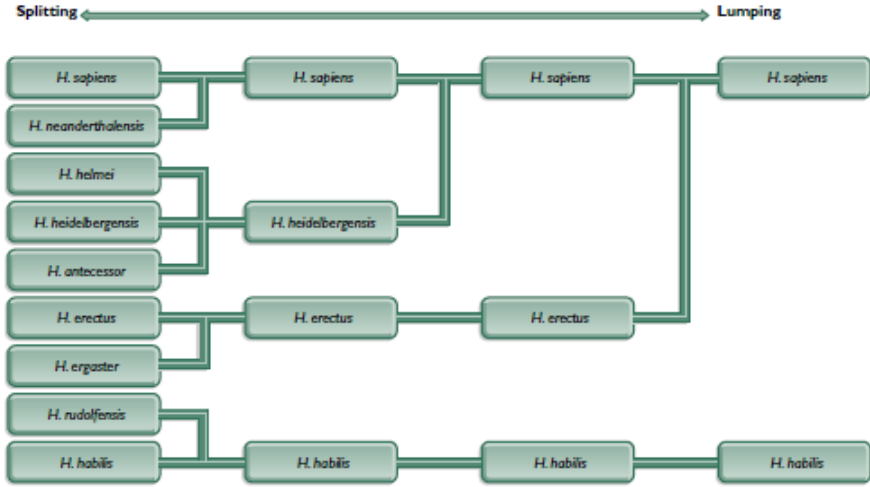 Splitting Lumping
H. sapiens H. sapiens H. sapiens H. sapiens
H. neanderthalensis
H. helmei
H. heidelbergensis H. heidelbergensis
H. antecessor
H. erectus H. erectus H. erectus
H. ergaster
H. rudolfensis
H. habilis H. habilis H. habilis H. habilis